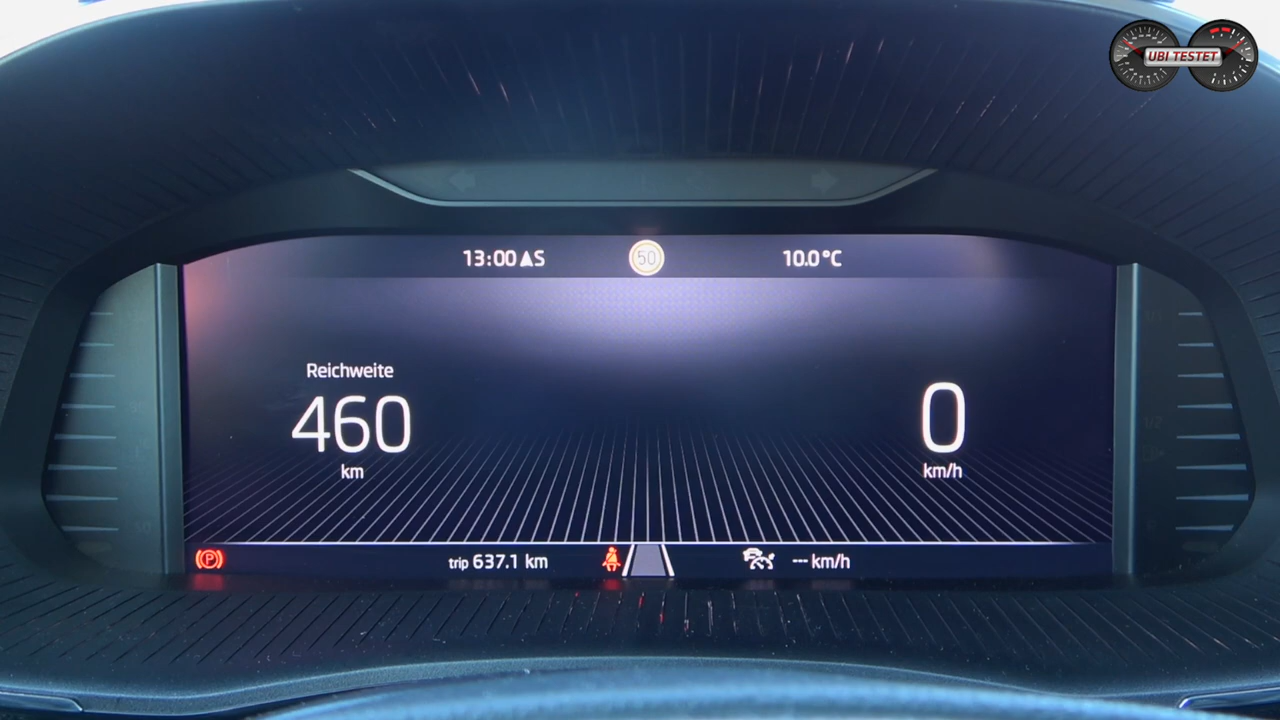 UBI TESTET
13:00 ▲S
50
10.0 °C
Reichweite
460
km
0
km/h
P
trip 637.1 km
--- km/h